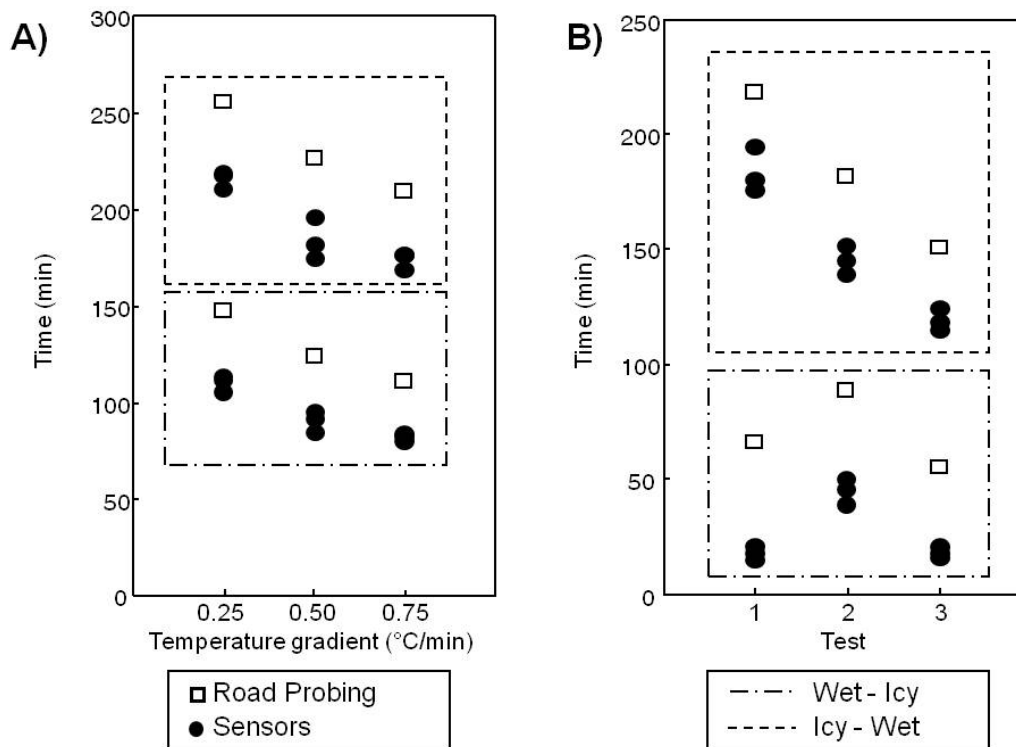 A)
300
250
200
150
100
50
0
Time (min)
0.25 0.50 0.75
Temperature gradient (°C/min)
Road Probing
Sensors
B)
250
200
150
100
50
0
Time (min)
1 2 3
Test
Wet - Icy
Icy - Wet